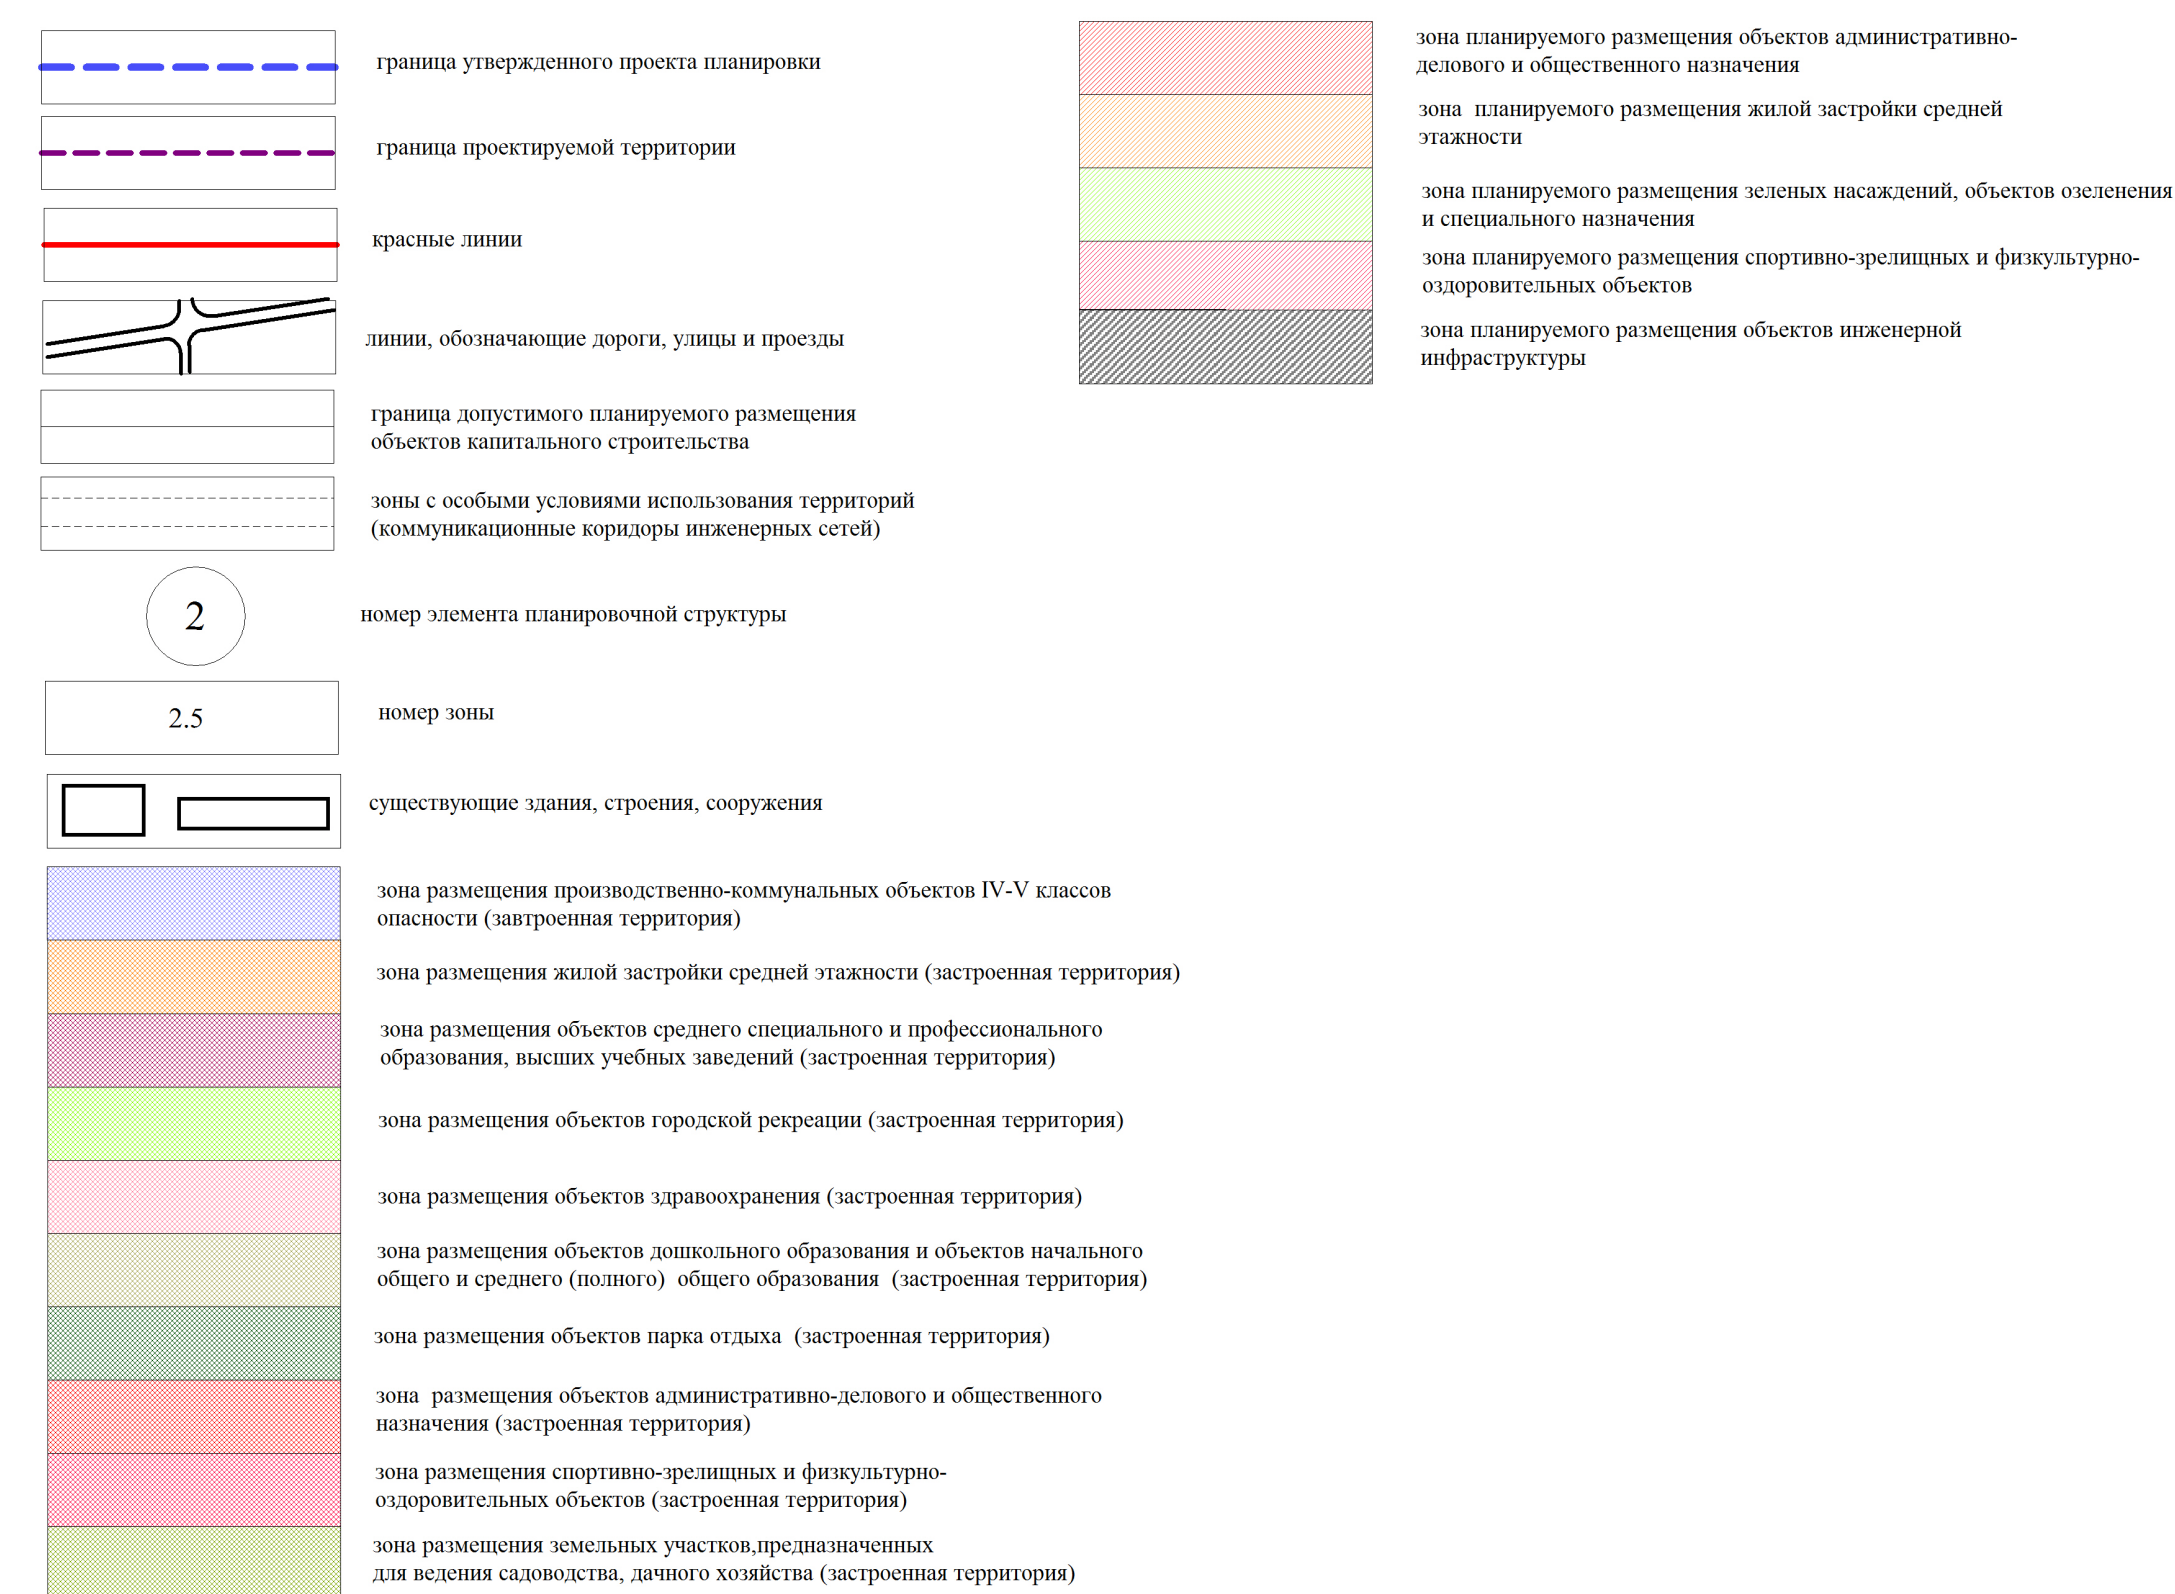 граница утвержденного проекта планировки
граница проектируемой территории
красные линии
линии, обозначающие дороги, улицы и проезды
граница допустимого планируемого размещения
объектов капитального строительства
зоны с особыми условиями использования территорий
(коммуникационные коридоры инженерных сетей)
2
номер элемента планировочной структуры
2.5
номер зоны
существующие здания, строения, сооружения
зона размещения производственно-коммунальных объектов IV-V классов
опасности (завтроенная территория)
зона размещения жилой застройки средней этажности (застроенная территория)
зона размещения объектов среднего специального и профессионального
образования, высших учебных заведений (застроенная территория)
зона размещения объектов городской рекреации (застроенная территория)
зона размещения объектов здравоохранения (застроенная территория)
зона размещения объектов дошкольного образования и объектов начального
общего и среднего (полного)  общего образования  (застроенная территория)
зона размещения объектов парка отдыха  (застроенная территория)
зона  размещения объектов административно-делового и общественного
назначения (застроенная территория)
зона размещения спортивно-зрелищных и физкультурно-
оздоровительных объектов (застроенная территория)
зона размещения земельных участков,предназначенных
для ведения садоводства, дачного хозяйства (застроенная территория)
зона планируемого размещения объектов административно-
делового и общественного назначения
зона  планируемого размещения жилой застройки средней
этажности
зона планируемого размещения зеленых насаждений, объектов озеленения
и специального назначения
зона планируемого размещения спортивно-зрелищных и физкультурно-
оздоровительных объектов
зона планируемого размещения объектов инженерной
инфраструктуры